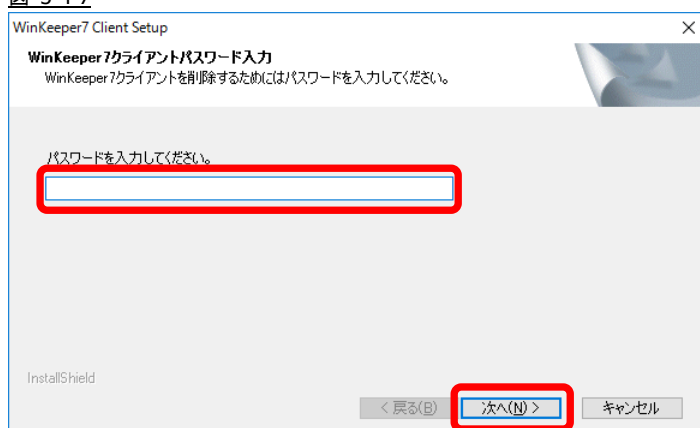 WinKeeper7 Client Setup
WinKeeper7クライアントパスワード入力
WinKeeper7クライアントを削除するためにはパスワードを入力してください。
パスワードを入力してください。
InstallShield
< 戻る(B)
次へ(N) >
キャンセル